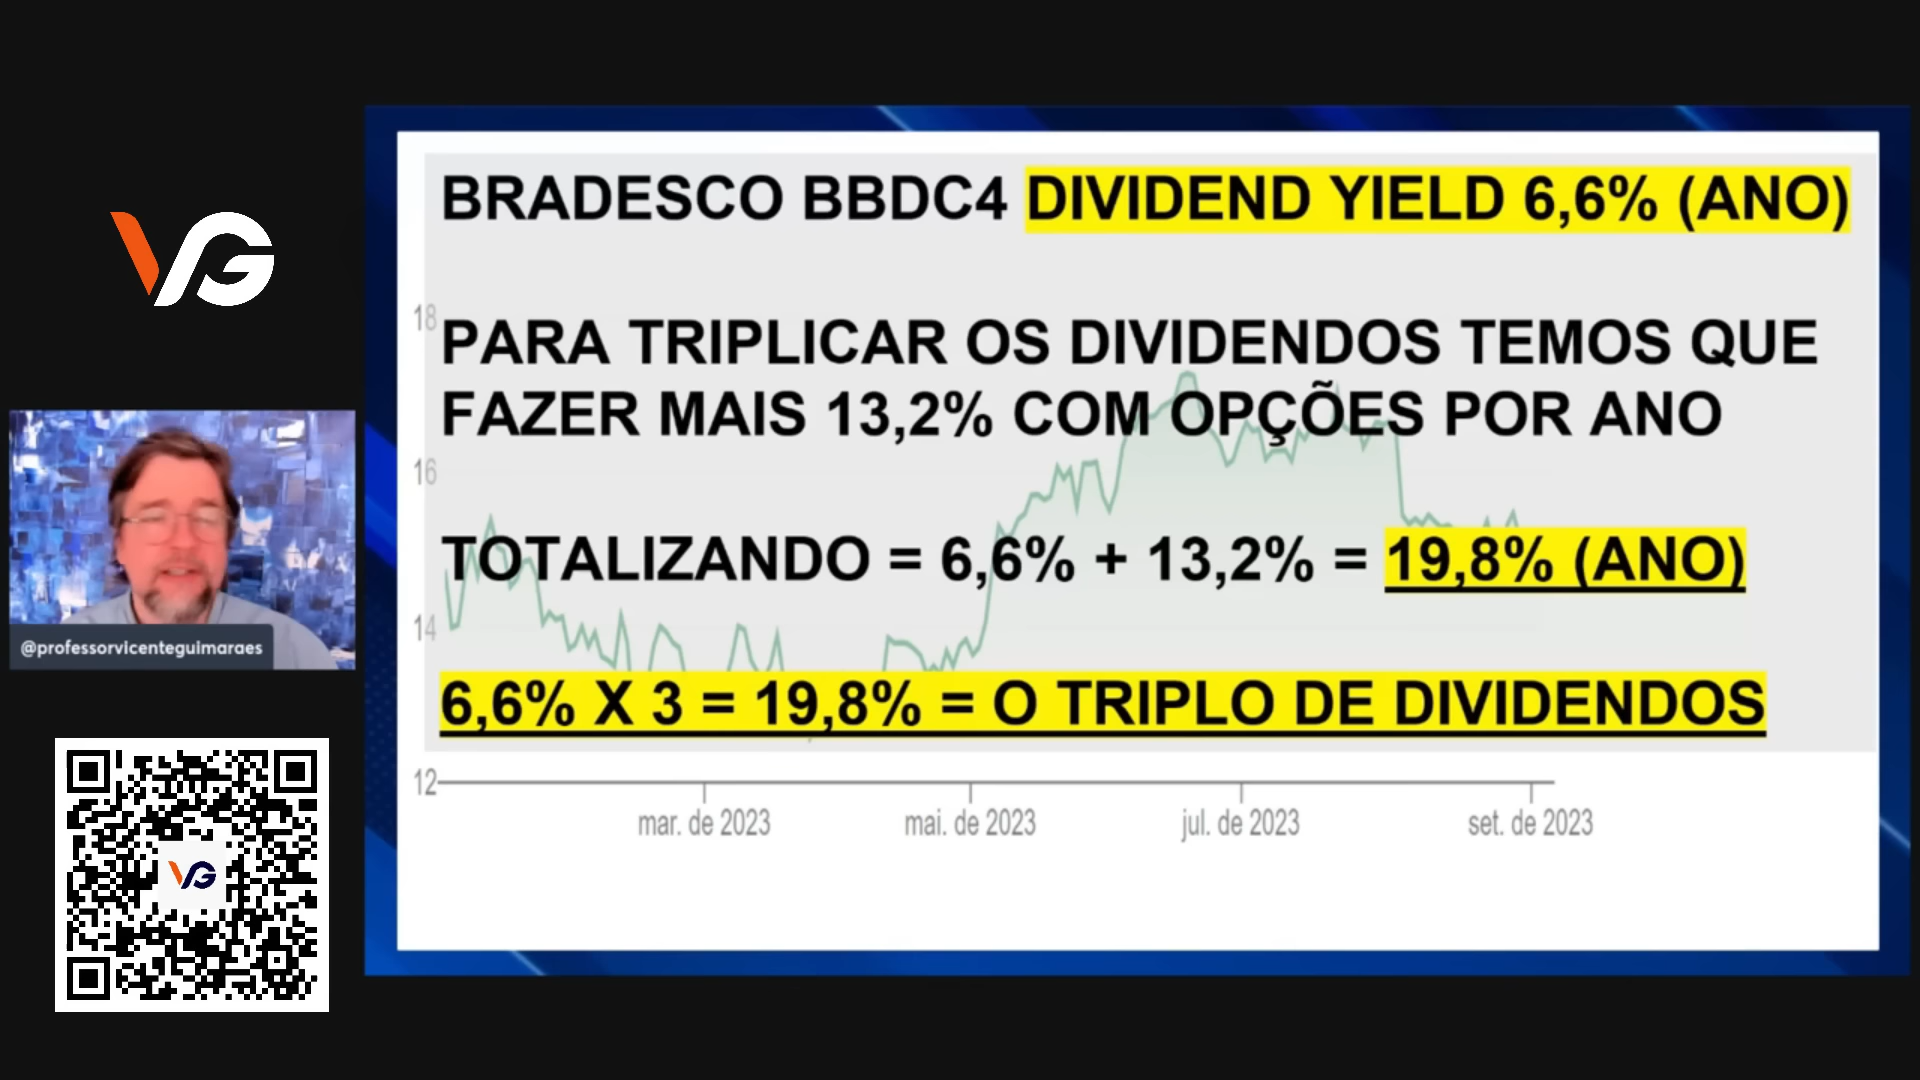 VG
@professorvicenteguimaraes
VG
BRADESCO BBDC4 DIVIDEND YIELD 6,6% (ANO)
18
PARA TRIPLICAR OS DIVIDENDOS TEMOS QUE
FAZER MAIS 13,2% COM OPÇÕES POR ANO
16
TOTALIZANDO = 6,6% + 13,2% = 19,8% (ANO)
14
6,6% X 3 = 19,8% = O TRIPLO DE DIVIDENDOS
12
mar. de 2023 mai. de 2023 jul. de 2023 set. de 2023